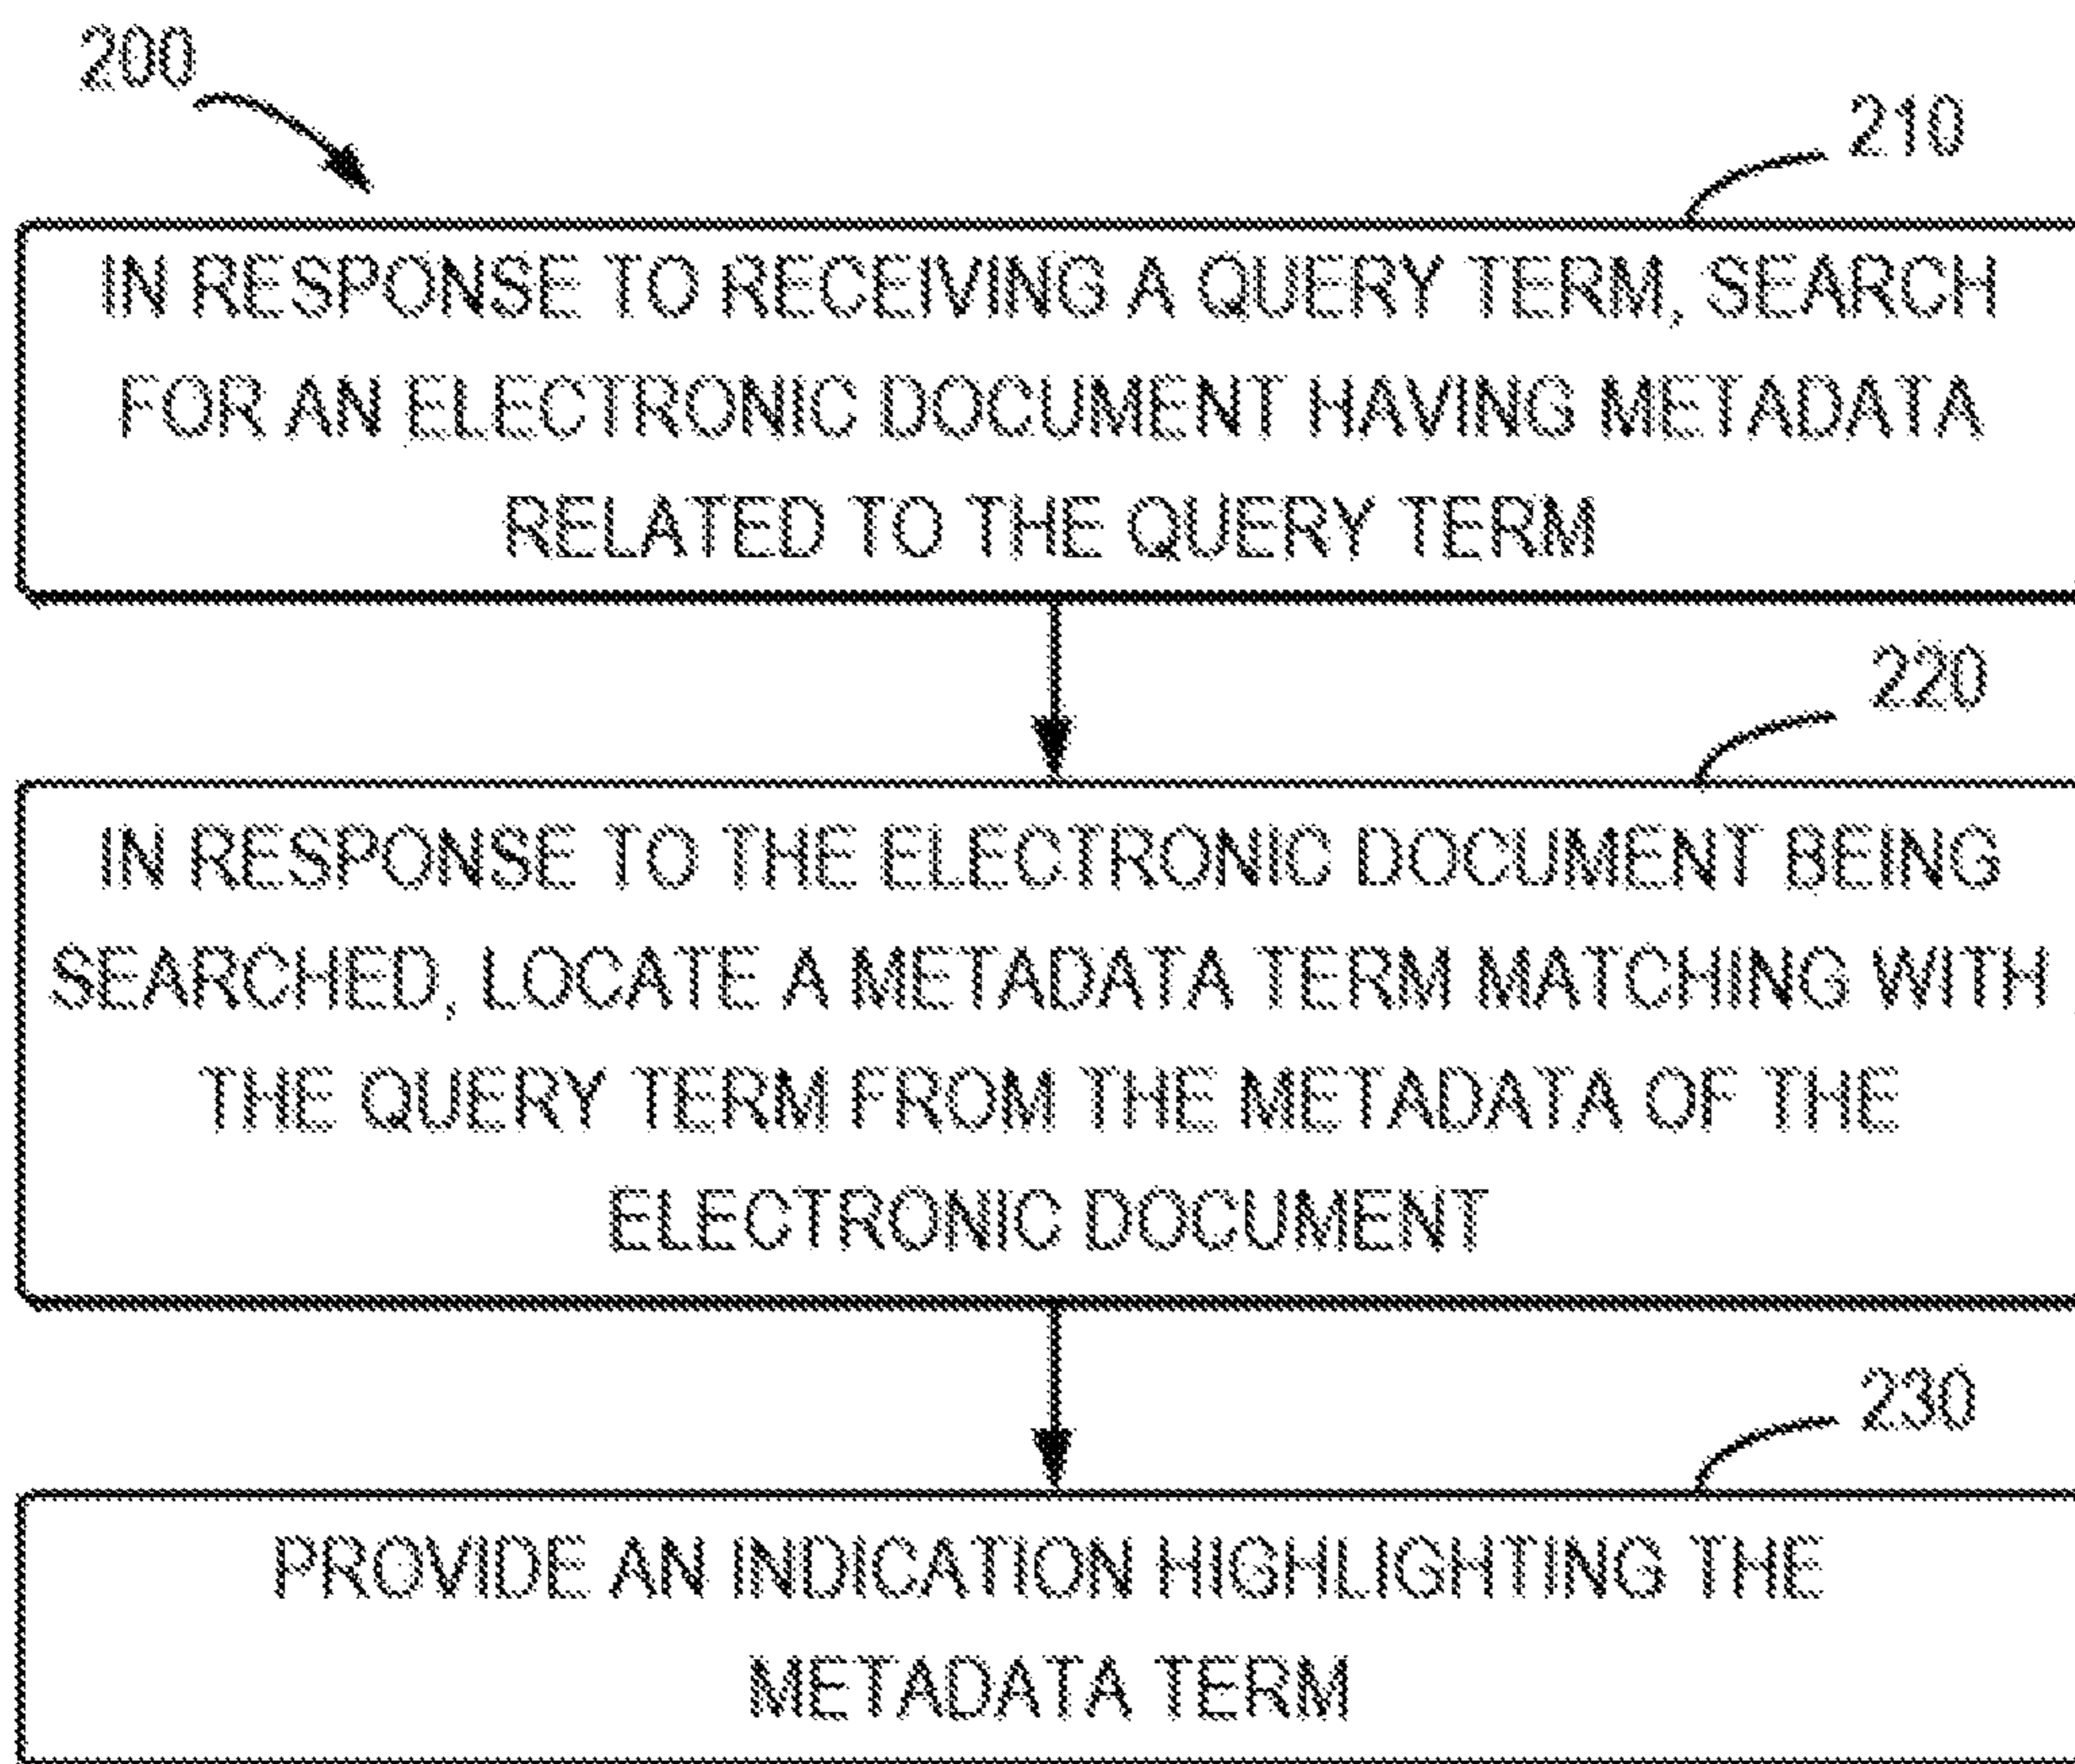 200
210
IN RESPONSE TO RECEIVING A QUERY TERM, SEARCH
FOR AN ELECTRONIC DOCUMENT HAVING METADATA
RELATED TO THE QUERY TERM
220
IN RESPONSE TO THE ELECTRONIC DOCUMENT BEING
SEARCHED, LOCATE A METADATA TERM MATCHING WITH
THE QUERY TERM FROM THE METADATA OF THE
ELECTRONIC DOCUMENT
230
PROVIDE AN INDICATION HIGHLIGHTING THE
METADATA TERM